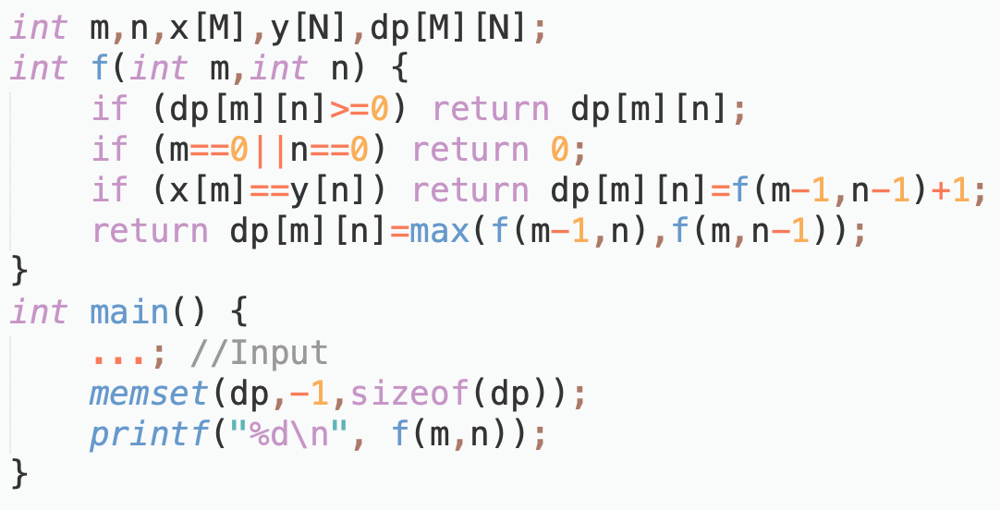 int m,n,x[M],y[N],dp[M][N];
int f(int m,int n) {
    if (dp[m][n]>=0) return dp[m][n];
    if (m==0||n==0) return 0;
    if (x[m]==y[n]) return dp[m][n]=f(m-1,n-1)+1;
    return dp[m][n]=max(f(m-1,n),f(m,n-1));
}
int main() {
    ...; //Input
    memset(dp,-1,sizeof(dp));
    printf("%d\n", f(m,n));
}